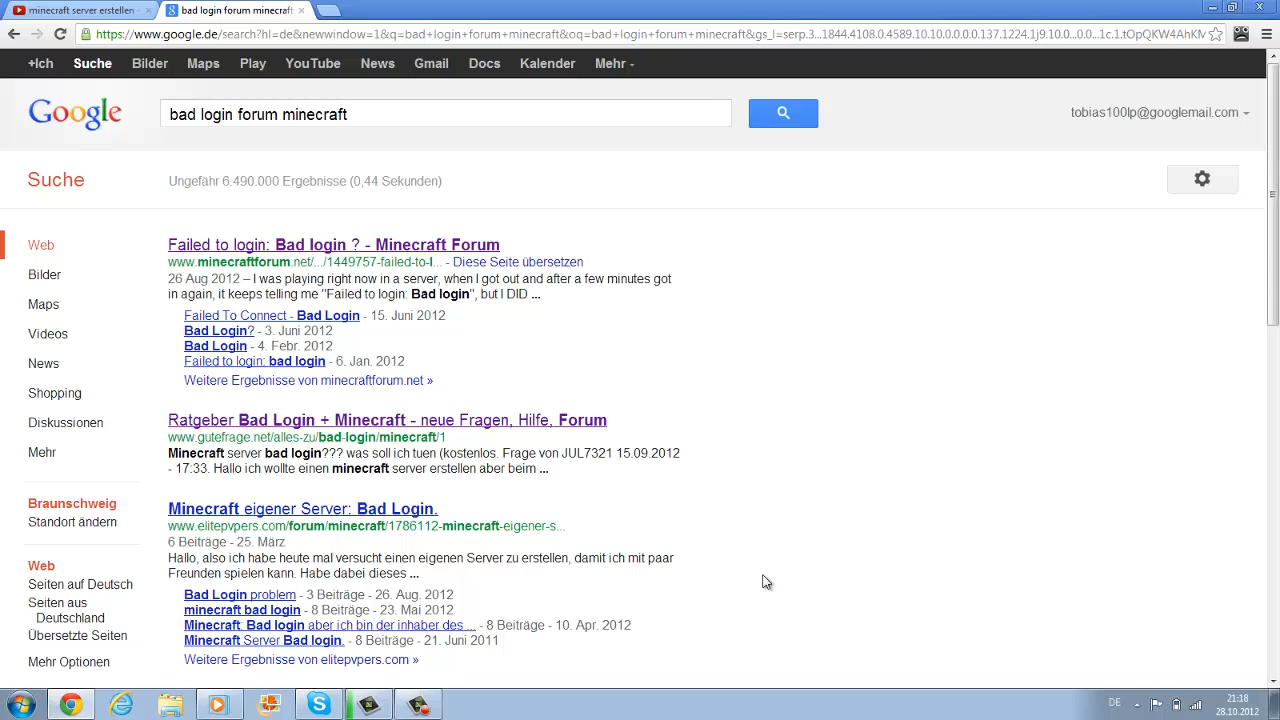 minecraft server erstellen -
bad login forum minecraft
https://www.google.de/search?hl=de&newwindow=1&q=bad+login+forum+minecraft&oq=bad+login+forum+minecraft&gs_l=serp.3...1844.4108.0.4589.10.10.0.0.0.0.137.1224.1j9.10.0...0.0...1c.1.tOpQKW4AhKM
+Ich Suche Bilder Maps Play YouTube News Gmail Docs Kalender Mehr
Google
bad login forum minecraft
tobias100lp@googlemail.com
Suche
Ungefähr 6.490.000 Ergebnisse (0,44 Sekunden)
Web
Bilder
Maps
Videos
News
Shopping
Diskussionen
Mehr
Braunschweig
Standort ändern
Web
Seiten auf Deutsch
Seiten aus
Deutschland
Übersetzte Seiten
Mehr Optionen
Failed to login: Bad login ? - Minecraft Forum
www.minecraftforum.net/.../1449757-failed-to-l... - Diese Seite übersetzen
26 Aug 2012 – I was playing right now in a server, when I got out and after a few minutes got
in again, it keeps telling me "Failed to login: Bad login", but I DID ...
Failed To Connect - Bad Login - 15. Juni 2012
Bad Login? - 3. Juni 2012
Bad Login - 4. Febr. 2012
Failed to login: bad login - 6. Jan. 2012
Weitere Ergebnisse von minecraftforum.net »
Ratgeber Bad Login + Minecraft - neue Fragen, Hilfe, Forum
www.gutefrage.net/alles-zu/bad-login/minecraft/1
Minecraft server bad login??? was soll ich tuen (kostenlos. Frage von JUL7321 15.09.2012
- 17:33. Hallo ich wollte einen minecraft server erstellen aber beim ...
Minecraft eigener Server: Bad Login.
www.elitepvpers.com/forum/minecraft/1786112-minecraft-eigener-s...
6 Beiträge - 25. März
Hallo, also ich habe heute mal versucht einen eigenen Server zu erstellen, damit ich mit paar
Freunden spielen kann. Habe dabei dieses ...
Bad Login problem - 3 Beiträge - 26. Aug. 2012
minecraft bad login - 8 Beiträge - 23. Mai 2012
Minecraft: Bad login aber ich bin der inhaber des ... - 8 Beiträge - 10. Apr. 2012
Minecraft Server Bad login. - 8 Beiträge - 21. Juni 2011
Weitere Ergebnisse von elitepvpers.com »
DE
21:18
28.10.2012